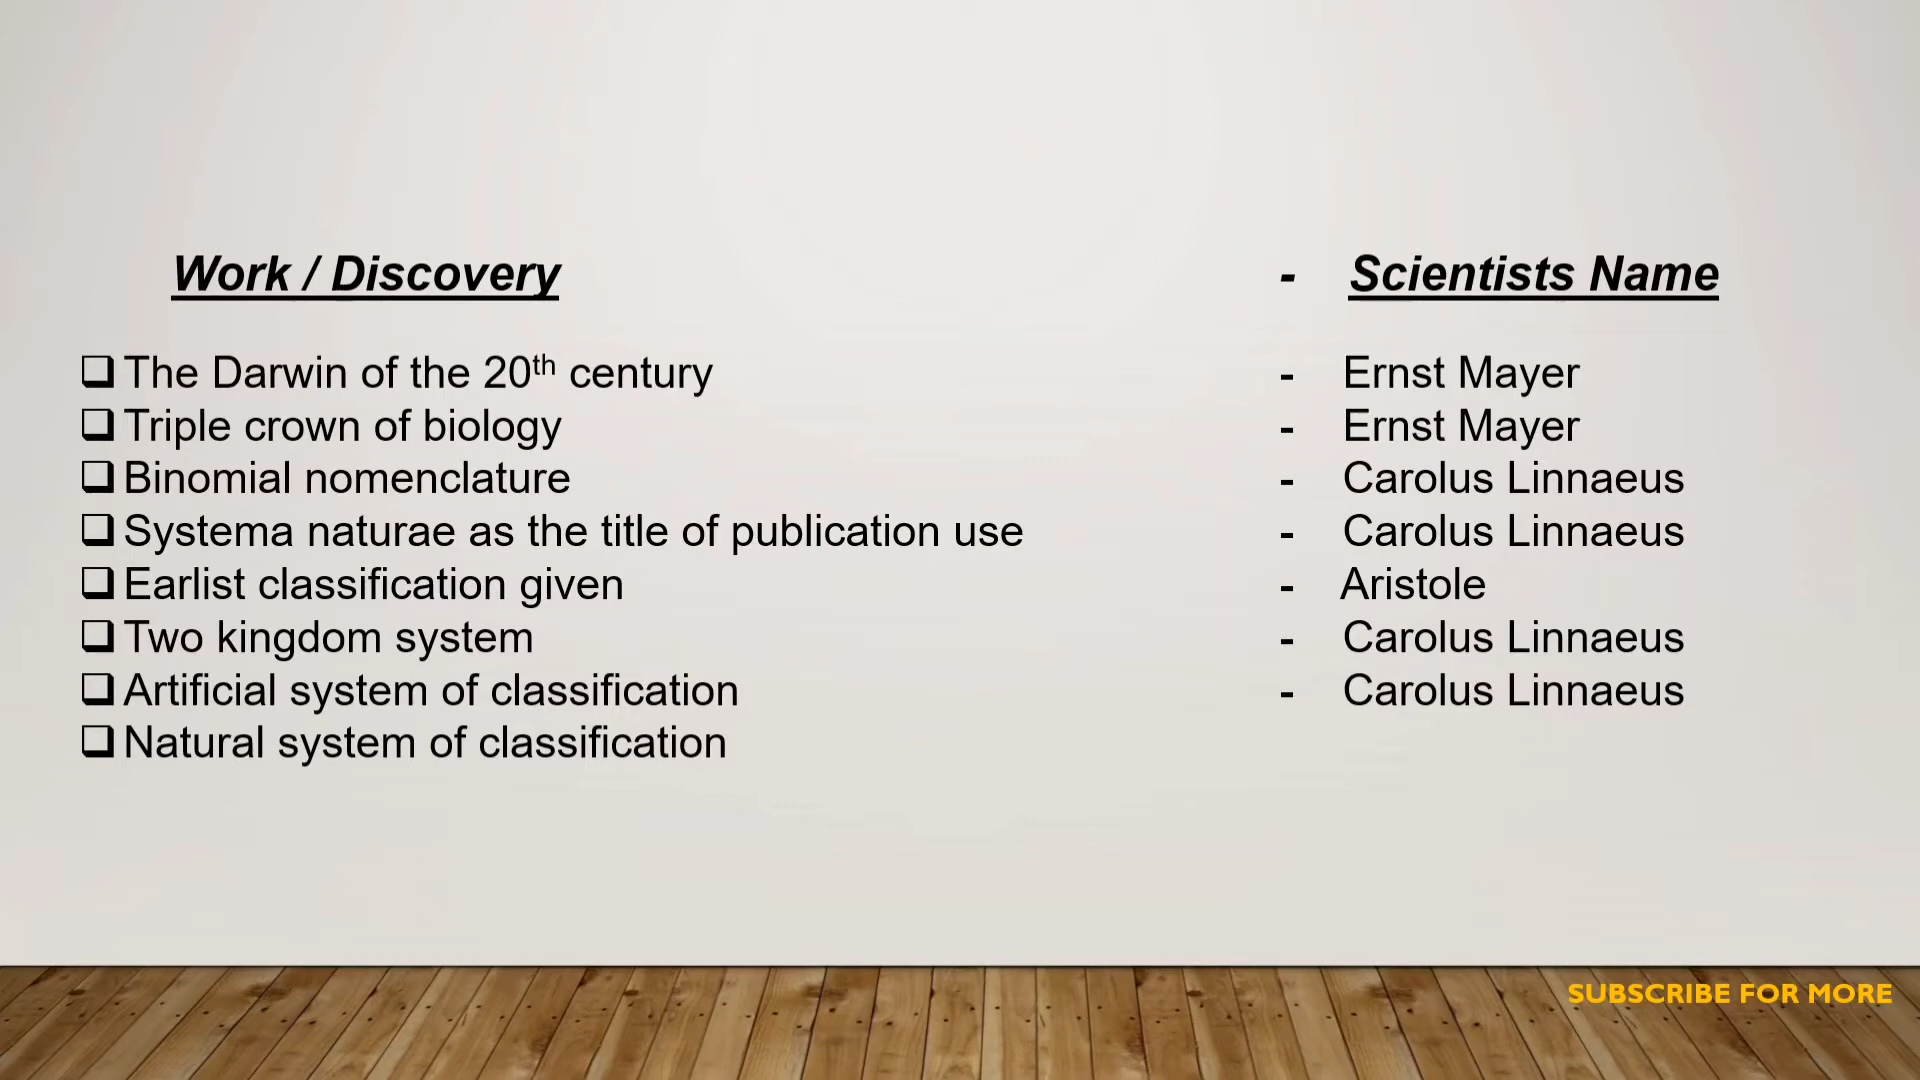 Work / Discovery - Scientists Name
❑ The Darwin of the 20th century - Ernst Mayer
❑ Triple crown of biology - Ernst Mayer
❑ Binomial nomenclature - Carolus Linnaeus
❑ Systema naturae as the title of publication use - Carolus Linnaeus
❑ Earlist classification given - Aristole
❑ Two kingdom system - Carolus Linnaeus
❑ Artificial system of classification - Carolus Linnaeus
❑ Natural system of classification
SUBSCRIBE FOR MORE